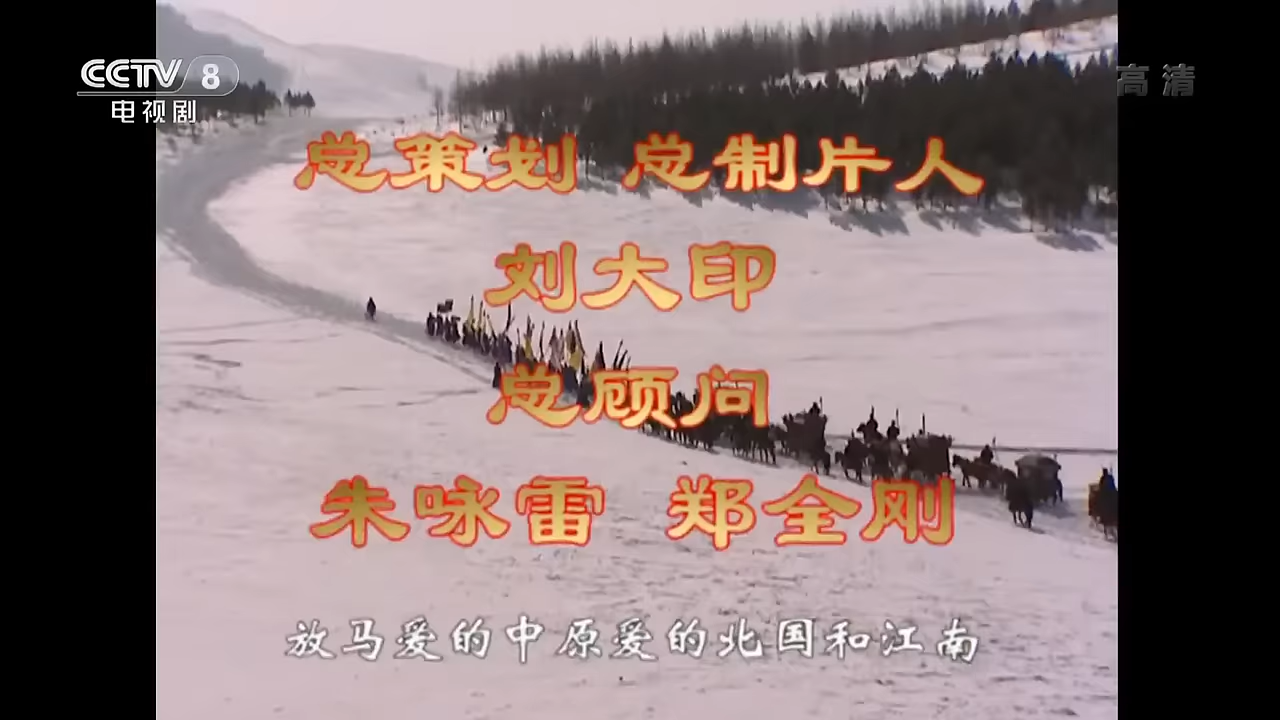 CCTV 8
电视剧
高清
总策划 总制片人
刘大印
总顾问
朱咏雷 郑全刚
放马爱的中原爱的北国和江南